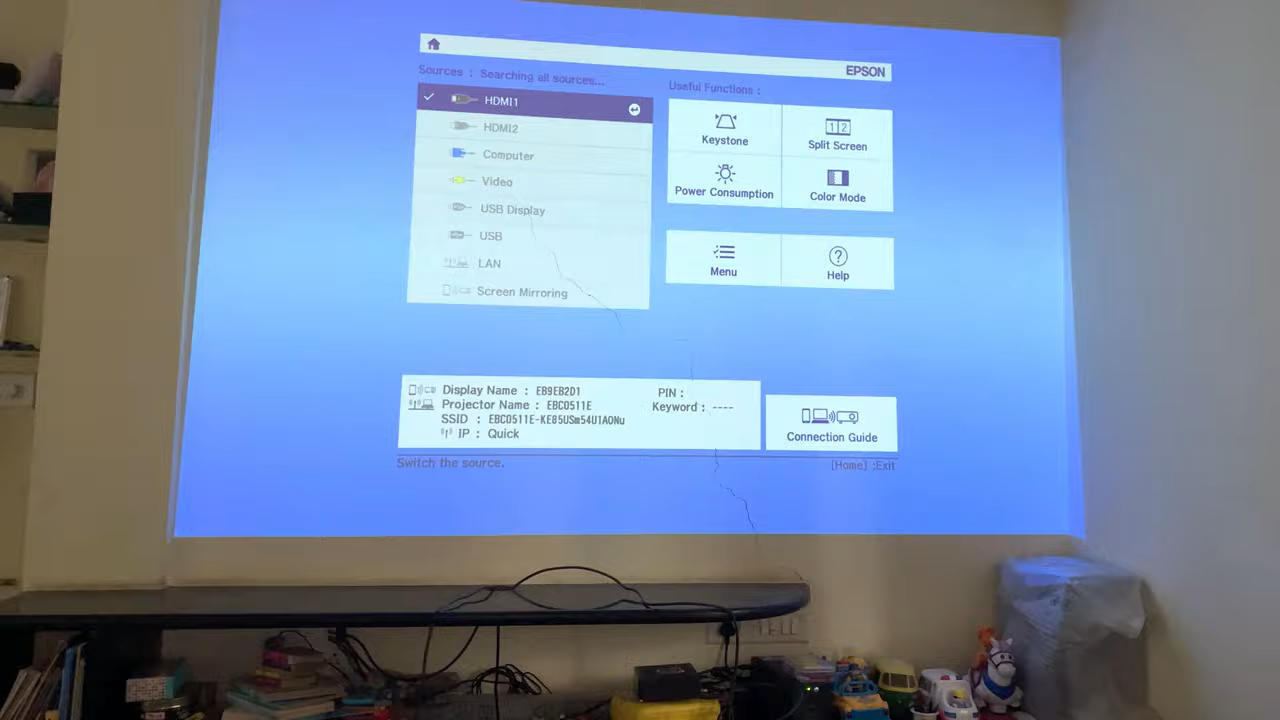 EPSON
Sources : Searching all sources...
HDMI1
HDMI2
Computer
Video
USB Display
USB
LAN
Screen Mirroring
Useful Functions :
Keystone
Split Screen
1 2
Power Consumption
Color Mode
Menu
Help
Display Name : EB9EB2D1
Projector Name : EBC0511E
SSID : EBC0511E-KE85USm54U1AONu
IP : Quick
PIN :
Keyword : ----
Connection Guide
Switch the source.
[Home] :Exit